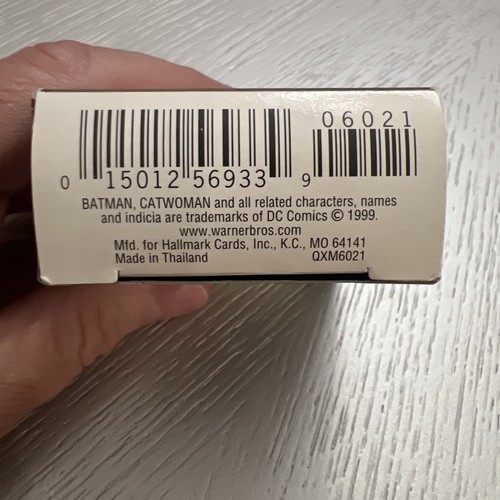 06021
0 15012 56933 9
BATMAN, CATWOMAN and all related characters, names
and indicia are trademarks of DC Comics © 1999.
www.warnerbros.com
Mfd. for Hallmark Cards, Inc., K.C., MO 64141
Made in Thailand QXM6021